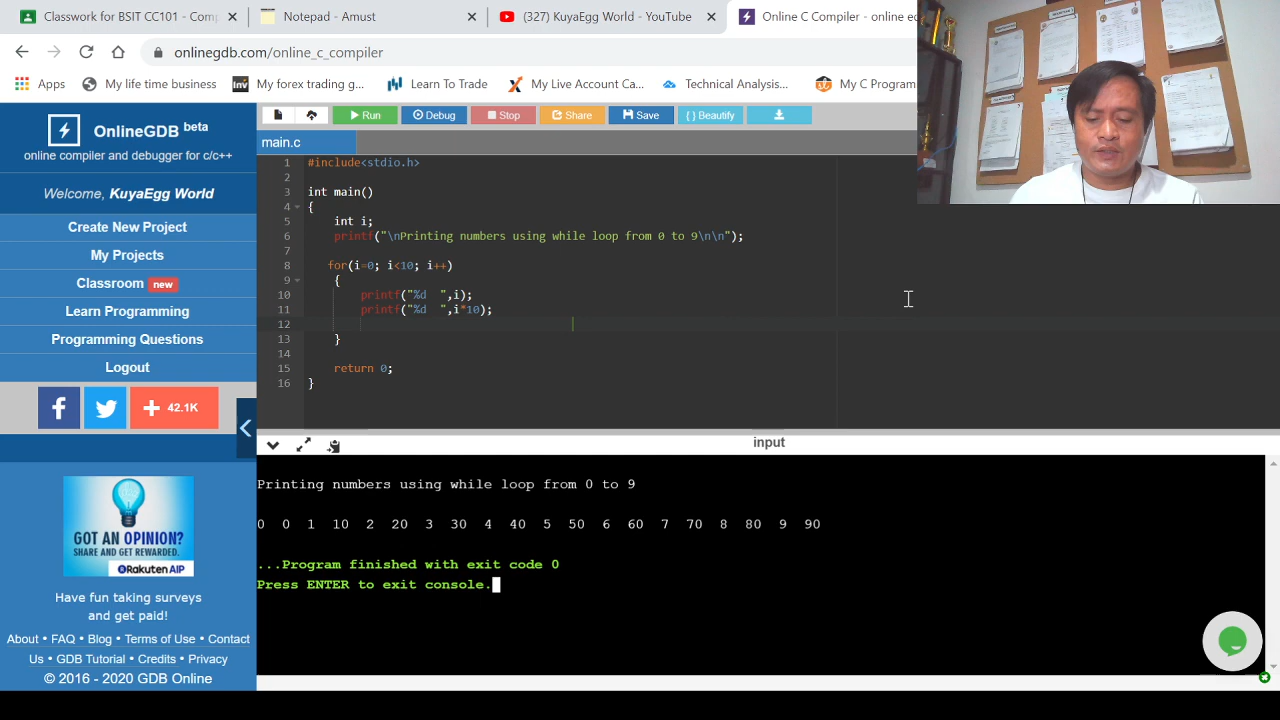 Classwork for BSIT CC101 - Com
Notepad - Amust
(327) KuyaEgg World - YouTube
Online C Compiler - online ed
onlinegdb.com/online_c_compiler
Apps
My life time business
My forex trading g...
Learn To Trade
My Live Account Ca...
Technical Analysis...
My C Program
OnlineGDB beta
online compiler and debugger for c/c++
Welcome, KuyaEgg World
Create New Project
My Projects
Classroom new
Learn Programming
Programming Questions
Logout
42.1K
GOT AN OPINION?
SHARE AND GET REWARDED.
Rakuten AIP
Have fun taking surveys
and get paid!
About • FAQ • Blog • Terms of Use • Contact
Us • GDB Tutorial • Credits • Privacy
© 2016 - 2020 GDB Online
Run
Debug
Stop
Share
Save
{ } Beautify
main.c
1 #include<stdio.h>
2
3 int main()
4 {
5 int i;
6 printf("\nPrinting numbers using while loop from 0 to 9\n\n");
7
8 for(i=0; i<10; i++)
9 {
10 printf("%d  ",i);
11 printf("%d  ",i*10);
12
13 }
14
15 return 0;
16 }
input
Printing numbers using while loop from 0 to 9
0  0  1  10  2  20  3  30  4  40  5  50  6  60  7  70  8  80  9  90
...Program finished with exit code 0
Press ENTER to exit console.